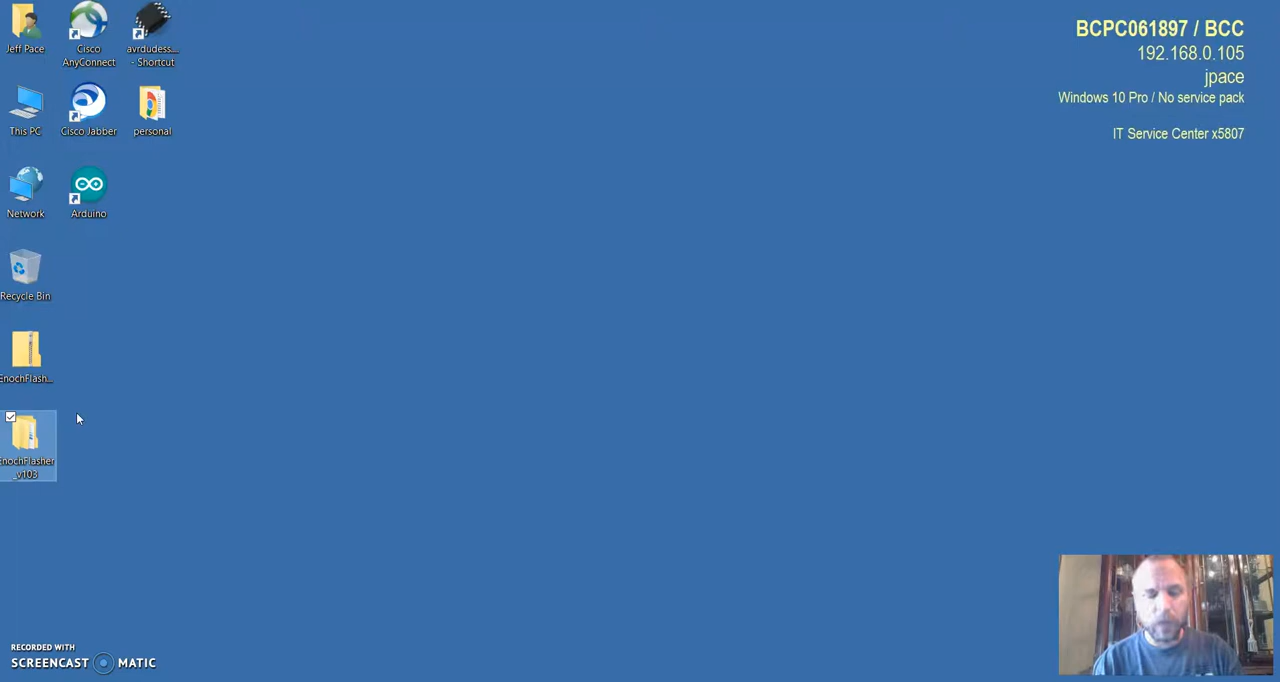 Jeff Pace
Cisco
AnyConnect
avrdudess....
- Shortcut
This PC
Cisco Jabber
personal
Network
Arduino
Recycle Bin
EnochFlash...
EnochFlasher
_v103
BCPC061897 / BCC
192.168.0.105
jpace
Windows 10 Pro / No service pack
IT Service Center x5807
RECORDED WITH
SCREENCAST MATIC